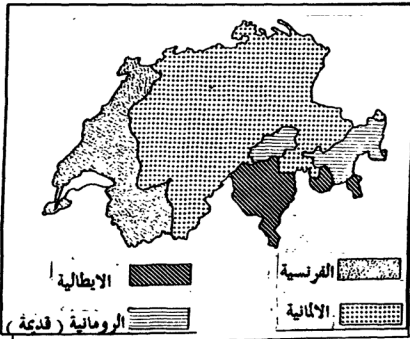 الفرنسية
الايطالية
الالمانية
الرومانية ( قديمة )